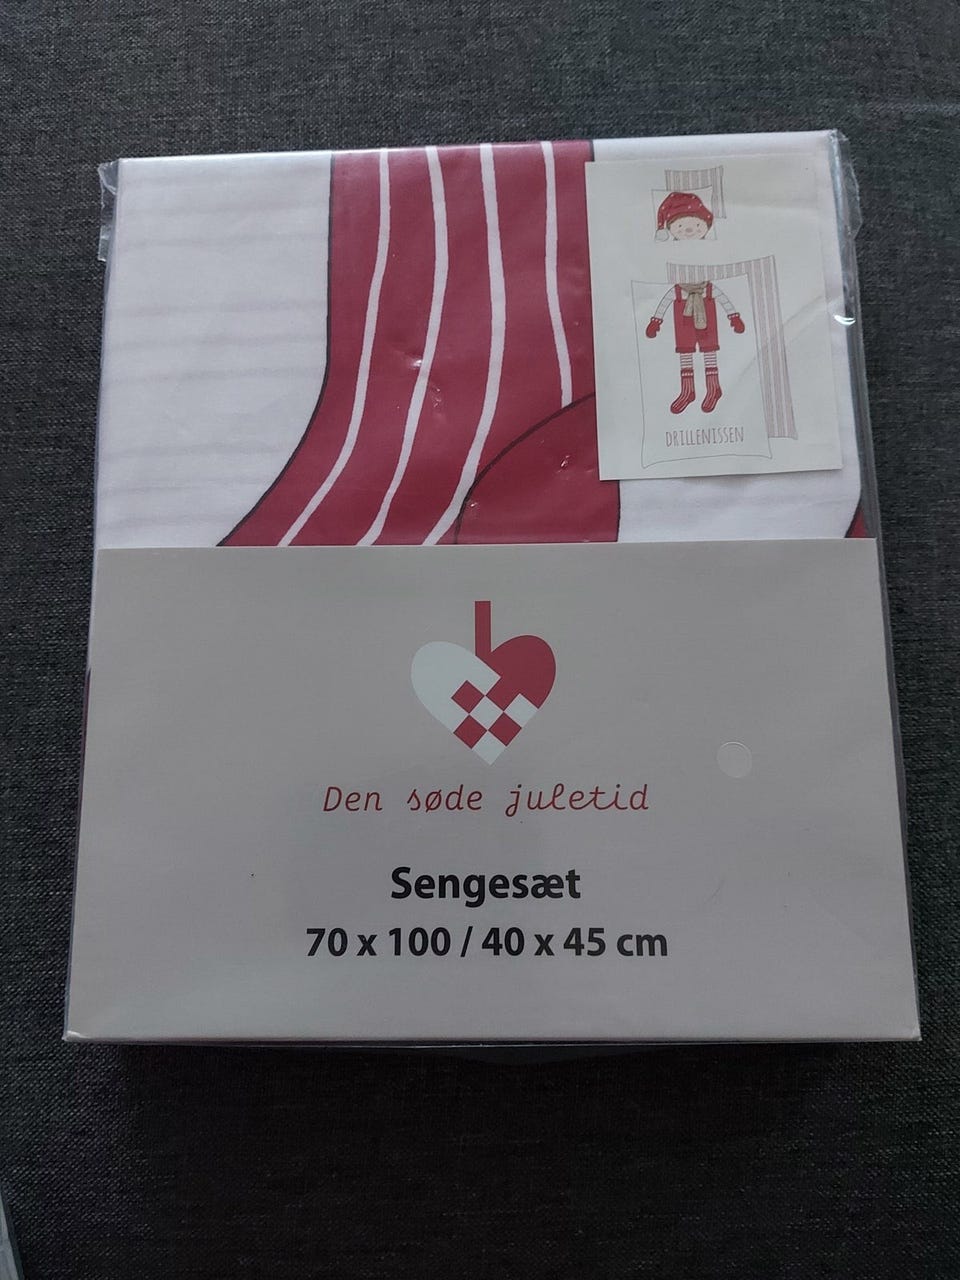 DRILLENISSEN
Den søde juletid
Sengesæt
70 x 100 / 40 x 45 cm